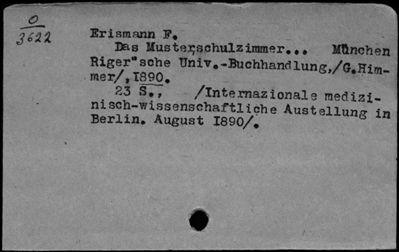 0
3622
Erismann F.
Das Musterschulzimmer... München
Riger"sche Univ.-Buchhandlung,/G.Him-
mer/,1890.
23 S., /Internazionale medizi-
nisch-wissenschaftliche Austellung in
Berlin. August 1890/.